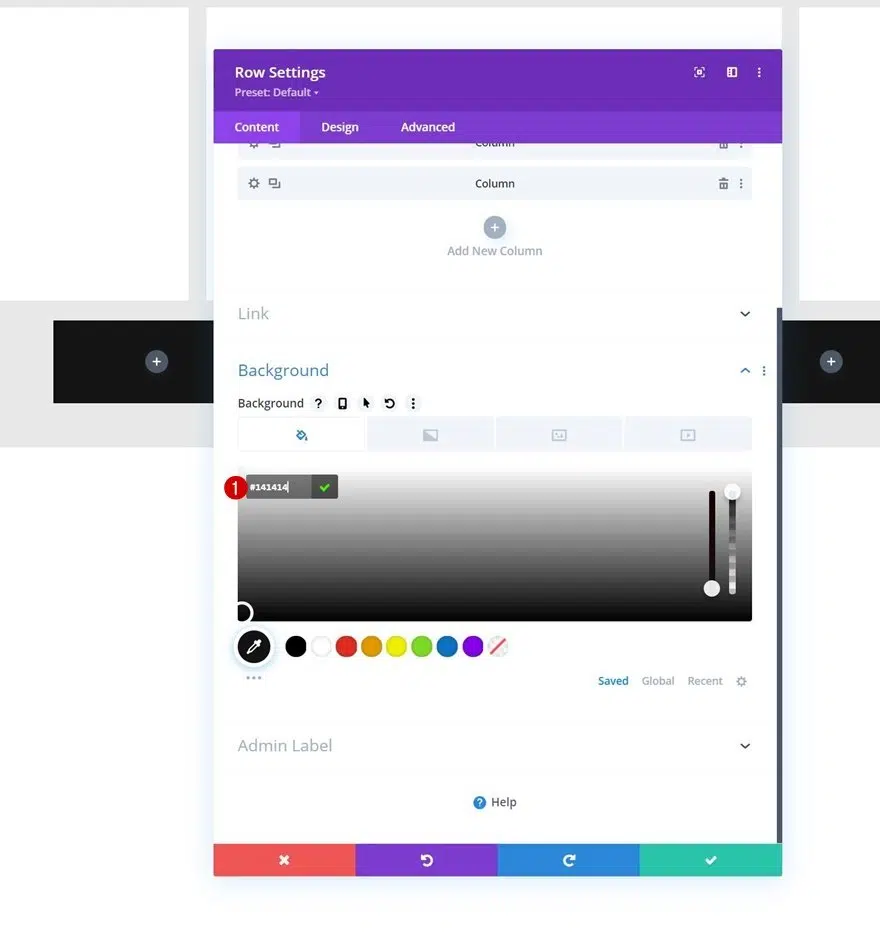 Row Settings
Preset: Default
Content Design Advanced
Column
Column
Add New Column
Link
Background
Background
1 #141414
Saved Global Recent
Admin Label
Help